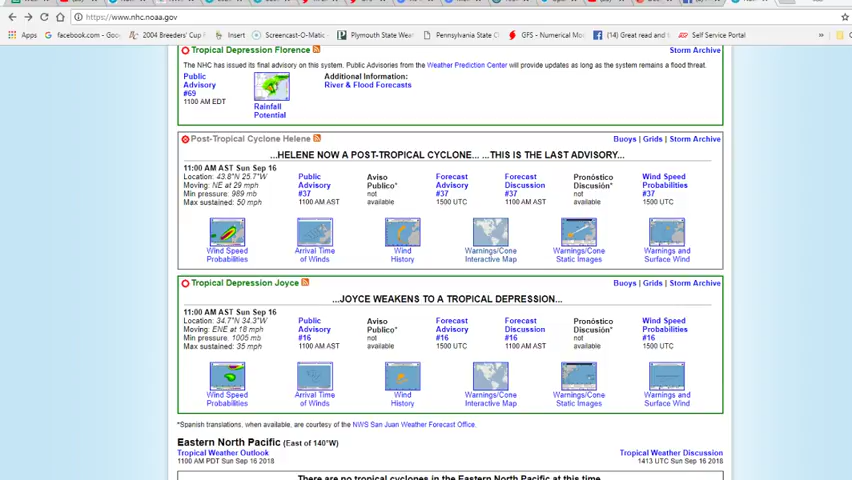 https://www.nhc.noaa.gov
Apps facebook.com - Goo 2004 Breeders' Cup Insert Screencast-O-Matic Plymouth State Wea Pennsylvania State C GFS - Numerical Mo (14) Great read and Self Service Portal
Tropical Depression Florence Storm Archive
The NHC has issued its final advisory on this system. Public Advisories from the Weather Prediction Center will provide updates as long as the system remains a flood threat.
Public
Advisory
#69
1100 AM EDT
Rainfall
Potential
Additional Information:
River & Flood Forecasts
Post-Tropical Cyclone Helene Buoys | Grids | Storm Archive
...HELENE NOW A POST-TROPICAL CYCLONE... ...THIS IS THE LAST ADVISORY...
11:00 AM AST Sun Sep 16
Location: 43.8°N 25.7°W
Moving: NE at 29 mph
Min pressure: 989 mb
Max sustained: 50 mph
Public
Advisory
#37
1100 AM AST
Aviso
Publico*
not
available
Forecast
Advisory
#37
1500 UTC
Forecast
Discussion
#37
1100 AM AST
Pronóstico
Discusión*
not
available
Wind Speed
Probabilities
#37
1500 UTC
Wind Speed
Probabilities
Arrival Time
of Winds
Wind
History
Warnings/Cone
Interactive Map
Warnings/Cone
Static Images
Warnings and
Surface Wind
Tropical Depression Joyce Buoys | Grids | Storm Archive
...JOYCE WEAKENS TO A TROPICAL DEPRESSION...
11:00 AM AST Sun Sep 16
Location: 34.7°N 34.3°W
Moving: ENE at 18 mph
Min pressure: 1005 mb
Max sustained: 35 mph
Public
Advisory
#16
1100 AM AST
Aviso
Publico*
not
available
Forecast
Advisory
#16
1500 UTC
Forecast
Discussion
#16
1100 AM AST
Pronóstico
Discusión*
not
available
Wind Speed
Probabilities
#16
1500 UTC
Wind Speed
Probabilities
Arrival Time
of Winds
Wind
History
Warnings/Cone
Interactive Map
Warnings/Cone
Static Images
Warnings and
Surface Wind
*Spanish translations, when available, are courtesy of the NWS San Juan Weather Forecast Office.
Eastern North Pacific (East of 140°W)
Tropical Weather Outlook
1100 AM PDT Sun Sep 16 2018
Tropical Weather Discussion
1413 UTC Sun Sep 16 2018
There are no tropical cyclones in the Eastern North Pacific at this time.